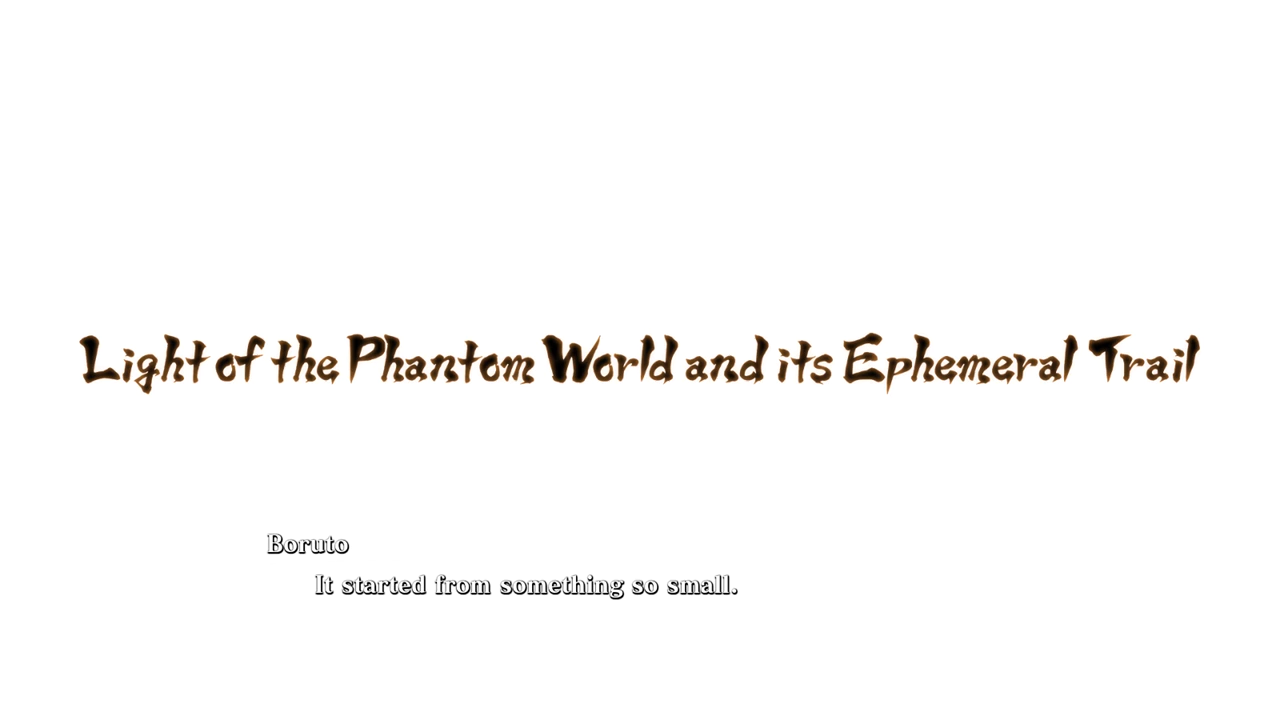 Light of the Phantom World and its Ephemeral Trail
Boruto
It started from something so small.